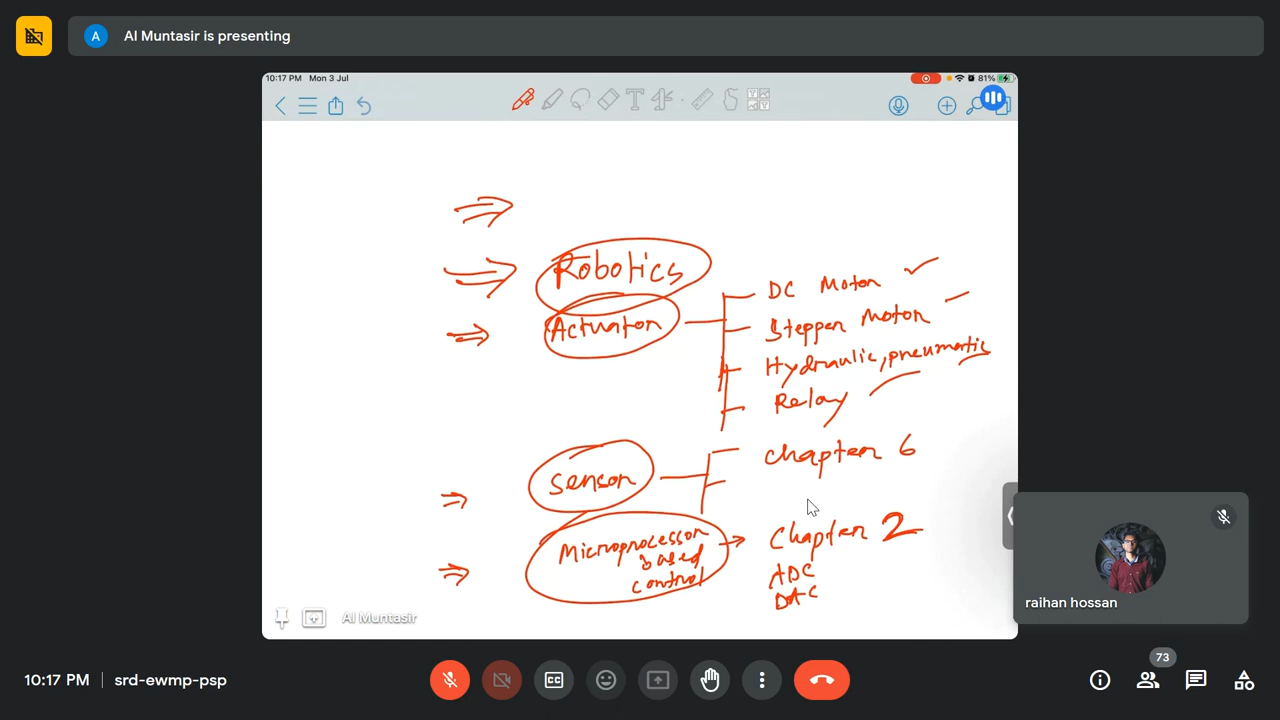 A
Al Muntasir is presenting
10:17 PM Mon 3 Jul
81%
T
Robotics
Actuator
DC Motor
Stepper Motor
Hydraulic, pneumatic
Relay
Sensor
Chapter 6
Microprocessor
based
control
Chapter 2
ADC
DAC
Al Muntasir
raihan hossan
10:17 PM | srd-ewmp-psp
CC
73